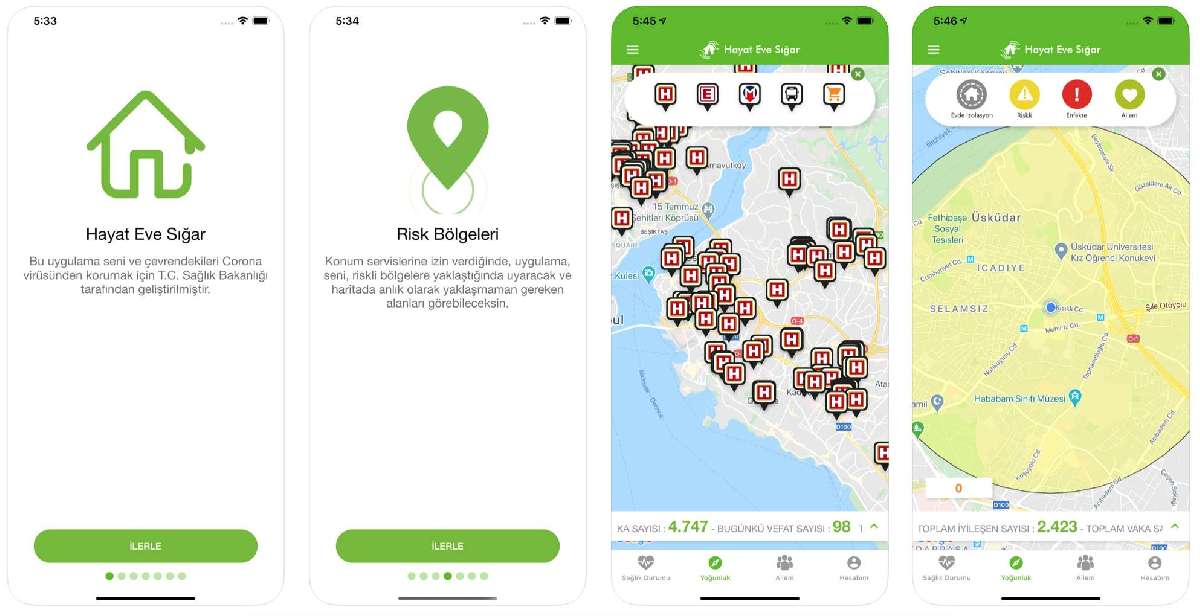 5:33
Hayat Eve Sığar
Bu uygulama seni ve çevrendekileri Corona
virüsünden korumak için T.C. Sağlık Bakanlığı
tarafından geliştirilmiştir.
İLERLE
5:34
Risk Bölgeleri
Konum servislerine izin verdiğinde, uygulama,
seni, riskli bölgelere yaklaştığında uyaracak ve
haritada anlık olarak yaklaşmaman gereken
alanları görebileceksin.
İLERLE
5:45
Hayat Eve Sığar
H E M
15 Temmuz
Şehitleri Köprüsü
BEŞİKTAŞ
Kulesi
D100
KA SAYISI : 4.747 - BUGÜNKÜ VEFAT SAYISI : 98
Sağlık Durumu
Yoğunluk
Ailem
Hesabım
5:46
Hayat Eve Sığar
Evde İzolasyon
Riskli
Enfekte
Ailem
Fethipaşa
Sosyal
Tesisleri
Üsküdar
Üsküdar Üniversitesi
Kız Öğrenci Konukevi
İCADİYE
SELAMSIZ
Hababam Sınıfı Müzesi
0
D100
TOPLAM İYİLEŞEN SAYISI : 2.423 - TOPLAM VAKA SA
Sağlık Durumu
Yoğunluk
Ailem
Hesabım